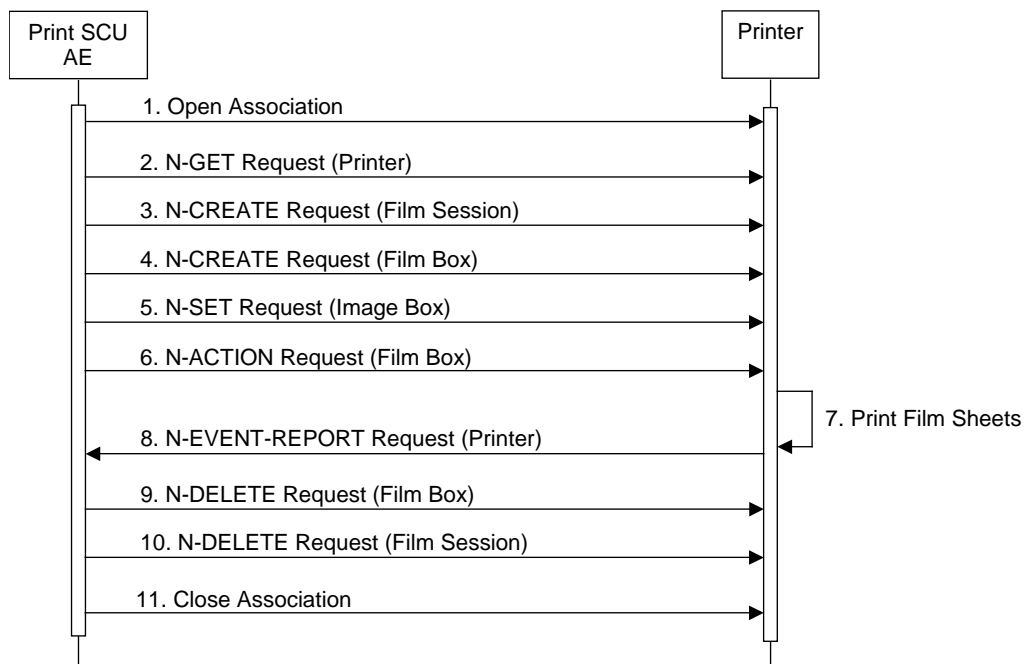 Print SCU
AE
Printer
1. Open Association
2. N-GET Request (Printer)
3. N-CREATE Request (Film Session)
4. N-CREATE Request (Film Box)
5. N-SET Request (Image Box)
6. N-ACTION Request (Film Box)
7. Print Film Sheets
8. N-EVENT-REPORT Request (Printer)
9. N-DELETE Request (Film Box)
10. N-DELETE Request (Film Session)
11. Close Association